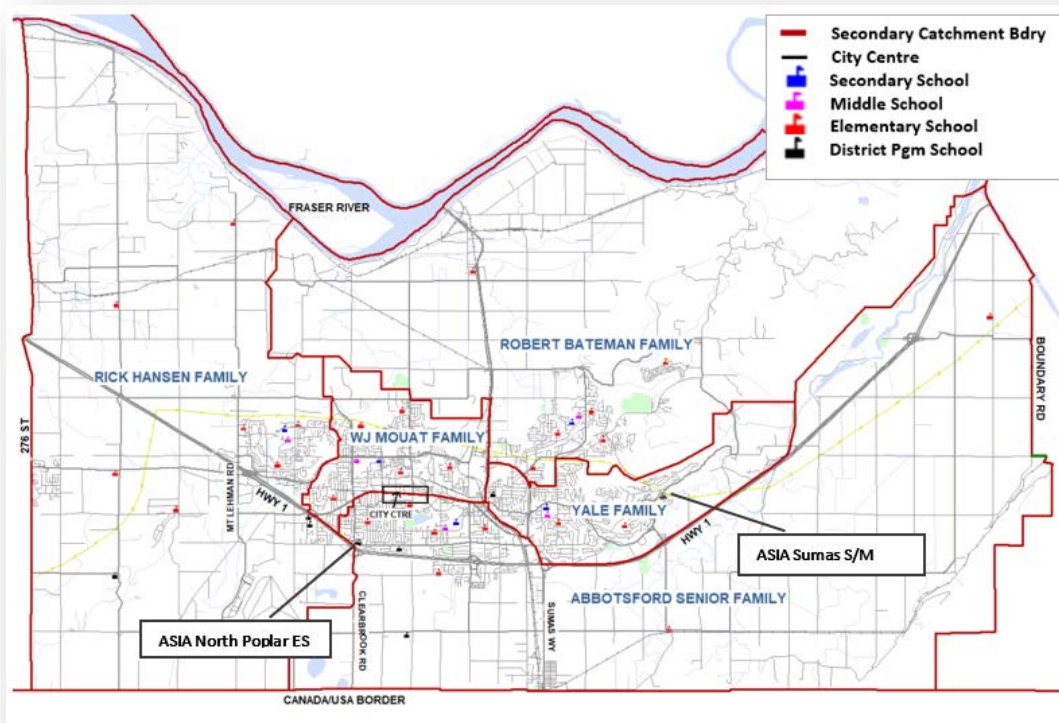 Secondary Catchment Bdry
City Centre
Secondary School
Middle School
Elementary School
District Pgm School
FRASER RIVER
ROBERT BATEMAN FAMILY
RICK HANSEN FAMILY
BOUNDARY RD
276 ST
WJ MOUAT FAMILY
MT LEHMAN RD
HWY 1
CITY CTRE
YALE FAMILY
HWY 1
ASIA Sumas S/M
ABBOTSFORD SENIOR FAMILY
CLEARBROOK RD
SUMAS WY
ASIA North Poplar ES
CANADA/USA BORDER